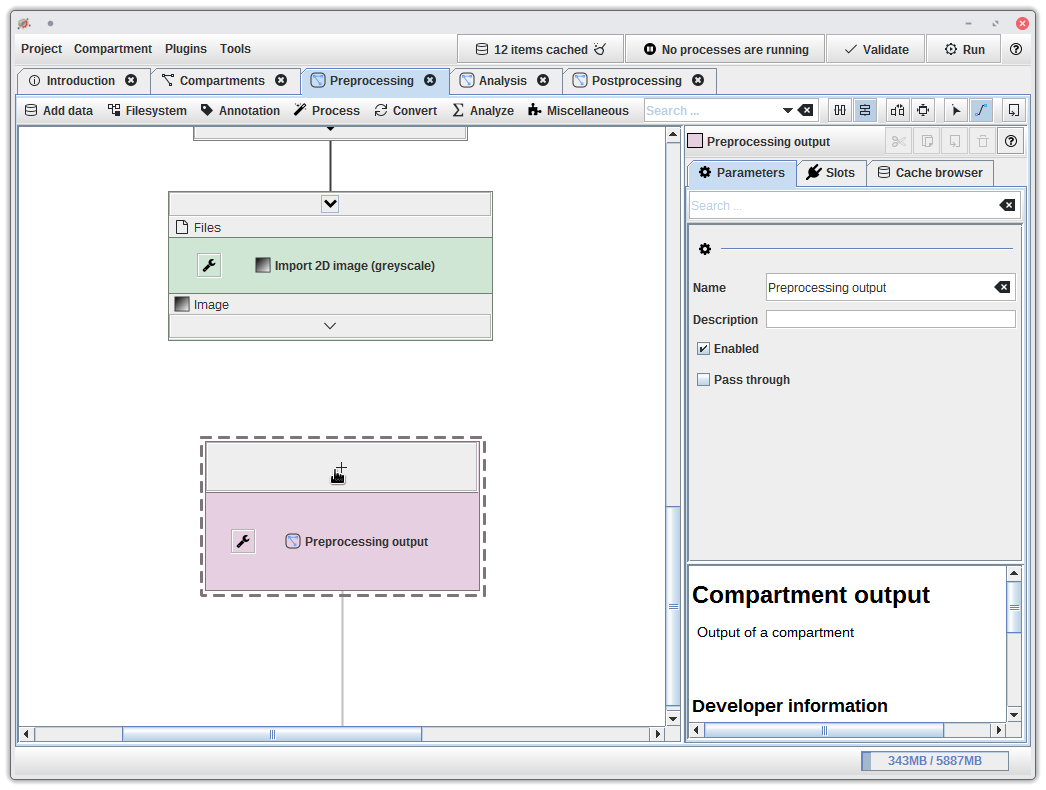 Project Compartment Plugins Tools
12 items cached No processes are running Validate Run
Introduction Compartments Preprocessing Analysis Postprocessing
Add data Filesystem Annotation Process Convert Analyze Miscellaneous Search ...
Preprocessing output
Parameters Slots Cache browser
Search ...
Files
Import 2D image (greyscale)
Image
Preprocessing output
Name Preprocessing output
Description
Enabled
Pass through
Compartment output
Output of a compartment
Developer information
343MB / 5887MB